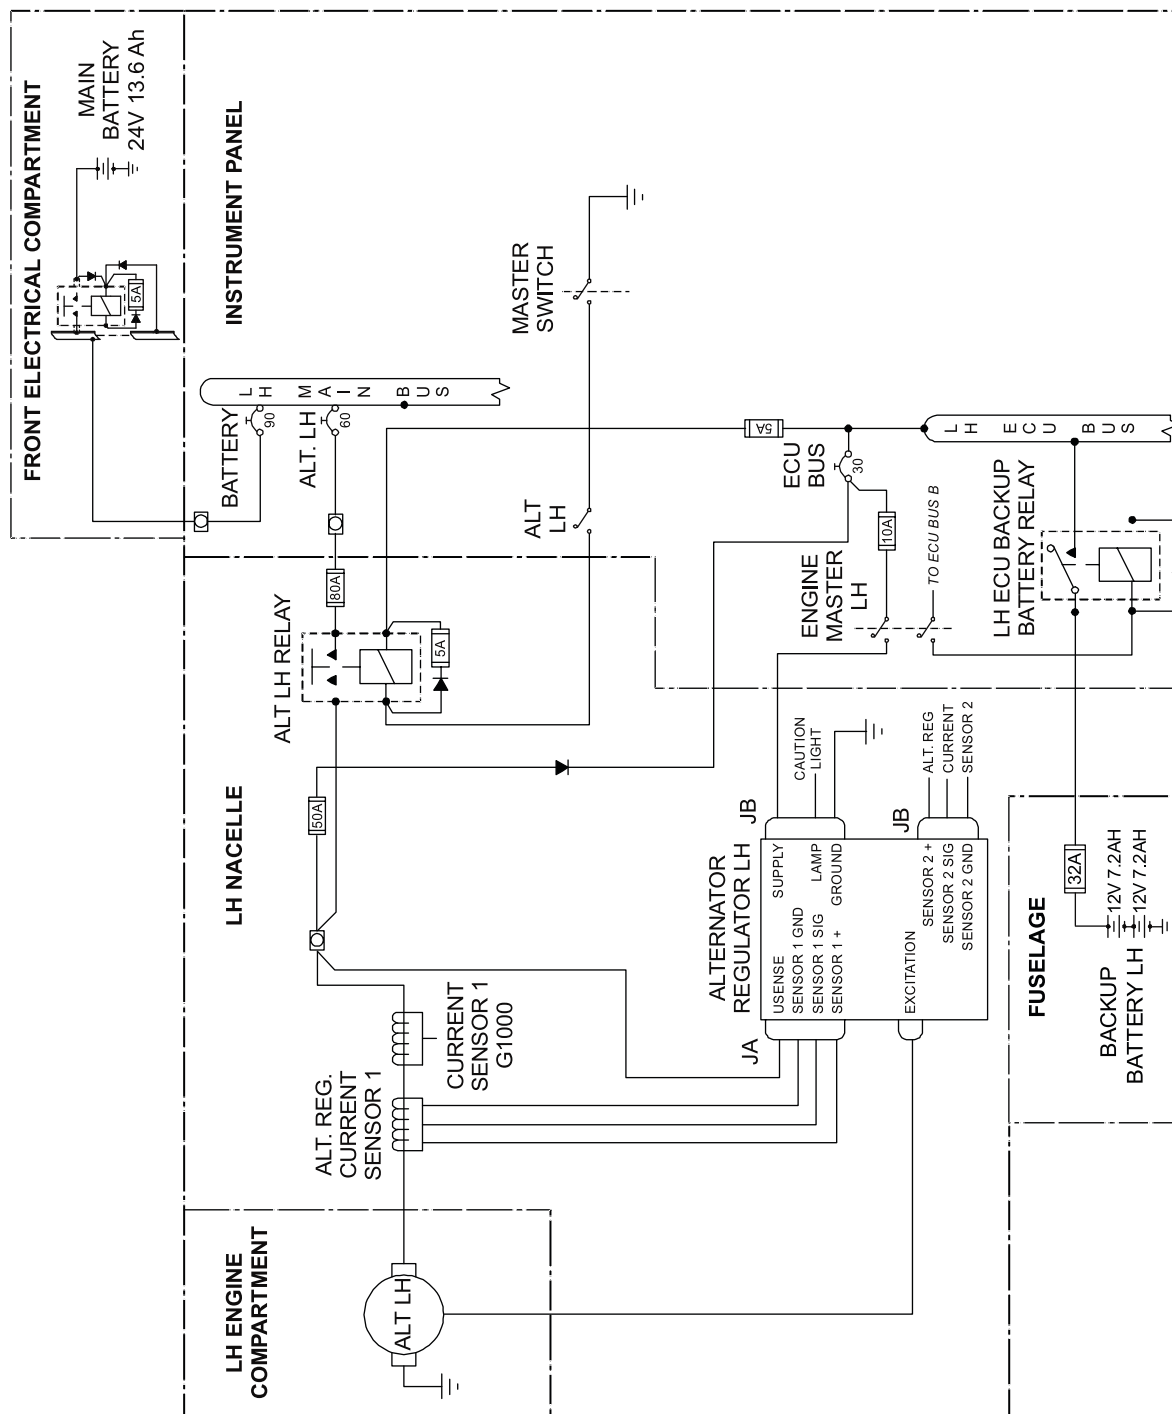 FRONT ELECTRICAL COMPARTMENT
MAIN
BATTERY
24V 13.6 Ah
5A
INSTRUMENT PANEL
BATTERY
90
ALT. LH
60
LH MAIN BUS
MASTER
SWITCH
ALT
LH
5A
ECU
BUS
30
LH ECU BUS
10A
ENGINE
MASTER
LH
TO ECU BUS B
LH ECU BACKUP
BATTERY RELAY
LH NACELLE
ALT LH RELAY
80A
5A
50A
CURRENT
SENSOR 1
G1000
ALT. REG.
CURRENT
SENSOR 1
ALTERNATOR
REGULATOR LH
JB
CAUTION
LIGHT
SUPPLY
LAMP
GROUND
JB
ALT. REG
CURRENT
SENSOR 2
SENSOR 2 +
SENSOR 2 SIG
SENSOR 2 GND
JA
USENSE
SENSOR 1 GND
SENSOR 1 SIG
SENSOR 1 +
EXCITATION
FUSELAGE
32A
12V 7.2AH
12V 7.2AH
BACKUP
BATTERY LH
LH ENGINE
COMPARTMENT
ALT LH